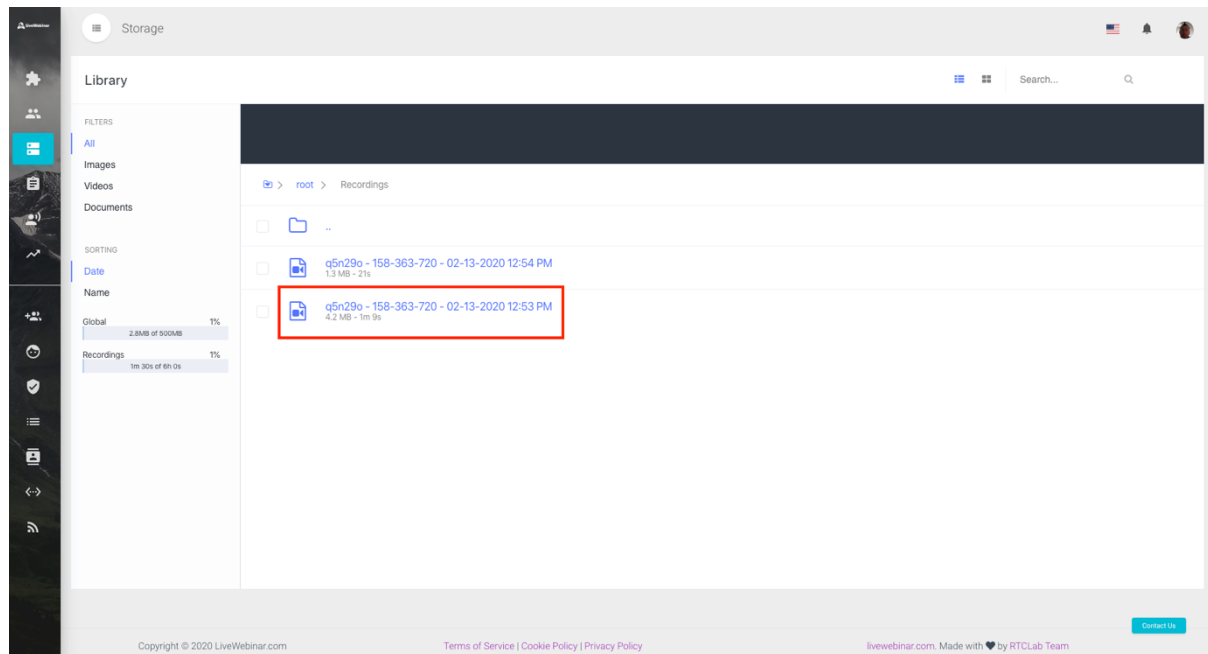 LiveWebinar
Storage
Library
Search...
FILTERS
All
Images
Videos
Documents
SORTING
Date
Name
Global 1%
2.8MB of 500MB
Recordings 1%
1m 30s of 6h 0s
> root > Recordings
..
q5n29o - 158-363-720 - 02-13-2020 12:54 PM
1.3 MB - 21s
q5n29o - 158-363-720 - 02-13-2020 12:53 PM
4.2 MB - 1m 9s
Contact Us
Copyright © 2020 LiveWebinar.com Terms of Service | Cookie Policy | Privacy Policy livewebinar.com. Made with ♥ by RTCLab Team